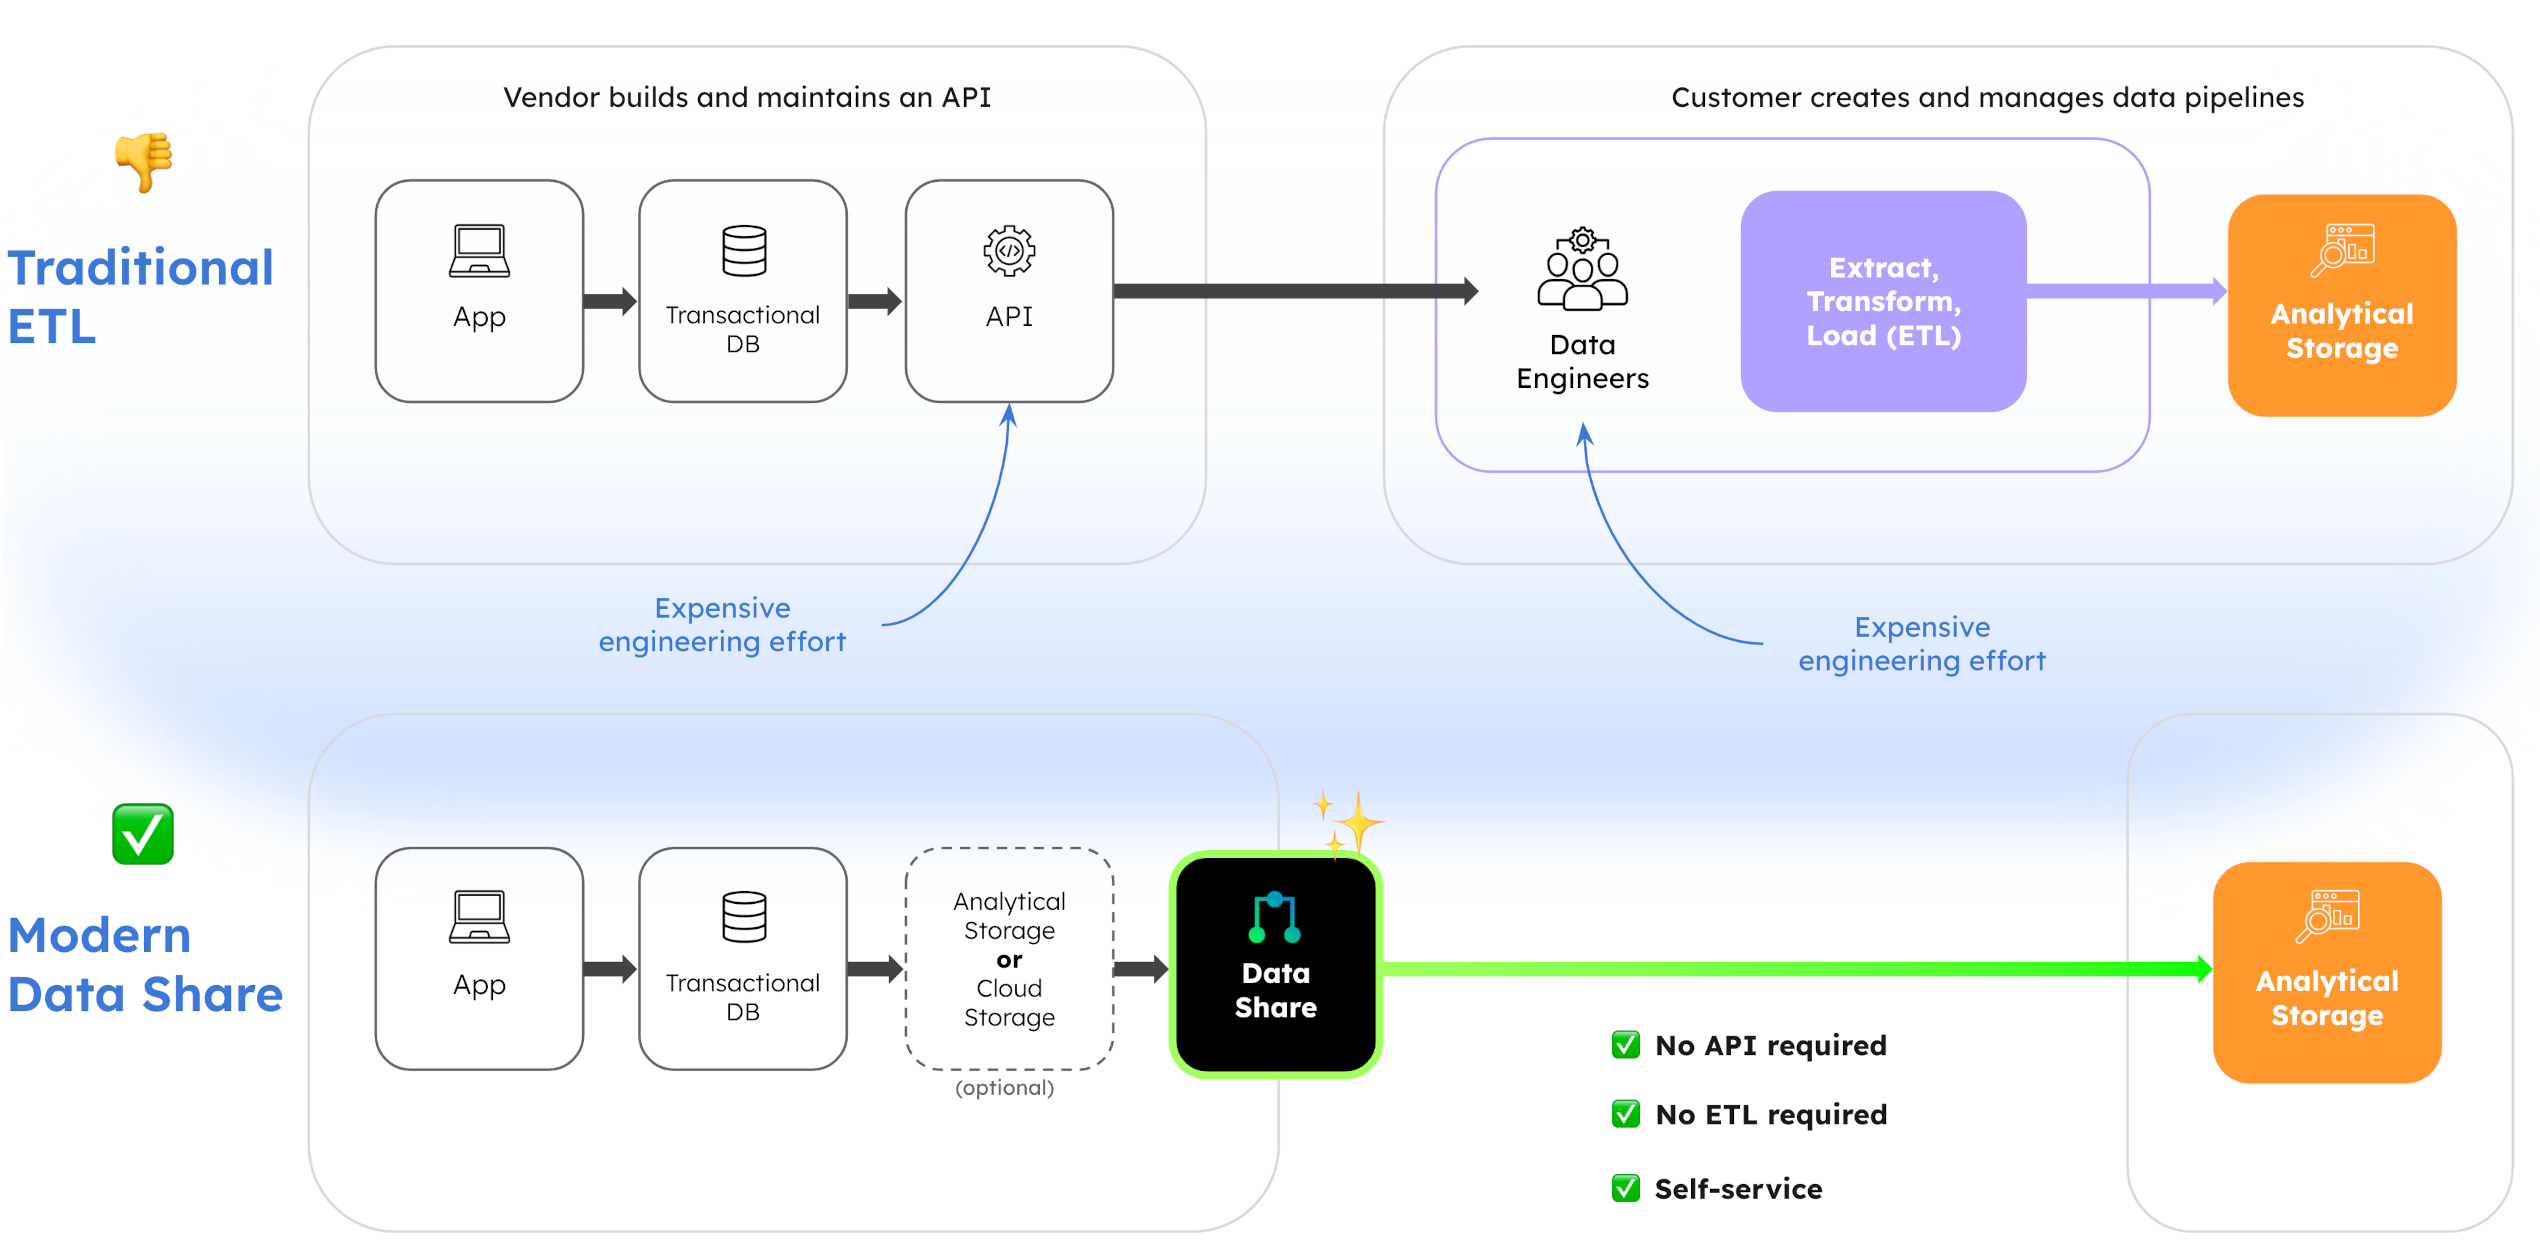 Vendor builds and maintains an API
Customer creates and manages data pipelines
Traditional
ETL
App
Transactional
DB
API
Data
Engineers
Extract,
Transform,
Load (ETL)
Analytical
Storage
Expensive
engineering effort
Expensive
engineering effort
Modern
Data Share
App
Transactional
DB
Analytical
Storage
or
Cloud
Storage
(optional)
Data
Share
No API required
No ETL required
Self-service
Analytical
Storage